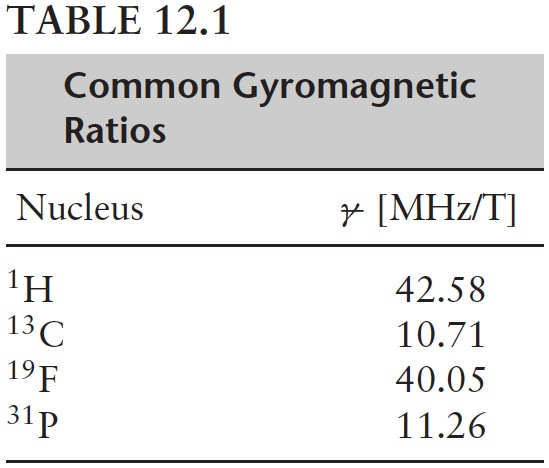 TABLE 12.1
Common Gyromagnetic
Ratios
Nucleus γ̵ [MHz/T]
¹H 42.58
¹³C 10.71
¹⁹F 40.05
³¹P 11.26